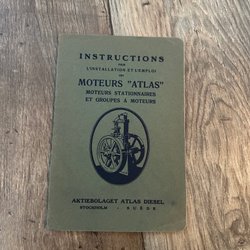 INSTRUCTIONS
POUR
L'INSTALLATION ET L'EMPLOI
DES
MOTEURS "ATLAS"
MOTEURS STATIONNAIRES
ET GROUPES A MOTEURS
AKTIEBOLAGET ATLAS DIESEL
STOCKHOLM - SUÈDE